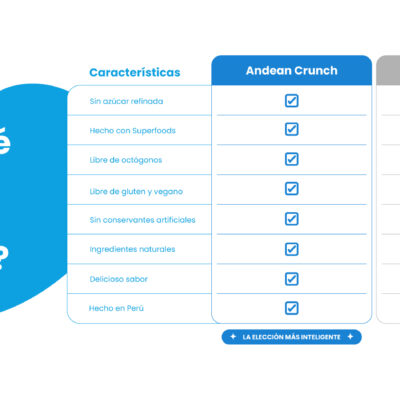 é
?
Características
Andean Crunch
Sin azúcar refinada
Hecho con Superfoods
Libre de octógonos
Libre de gluten y vegano
Sin conservantes artificiales
Ingredientes naturales
Delicioso sabor
Hecho en Perú
LA ELECCIÓN MÁS INTELIGENTE